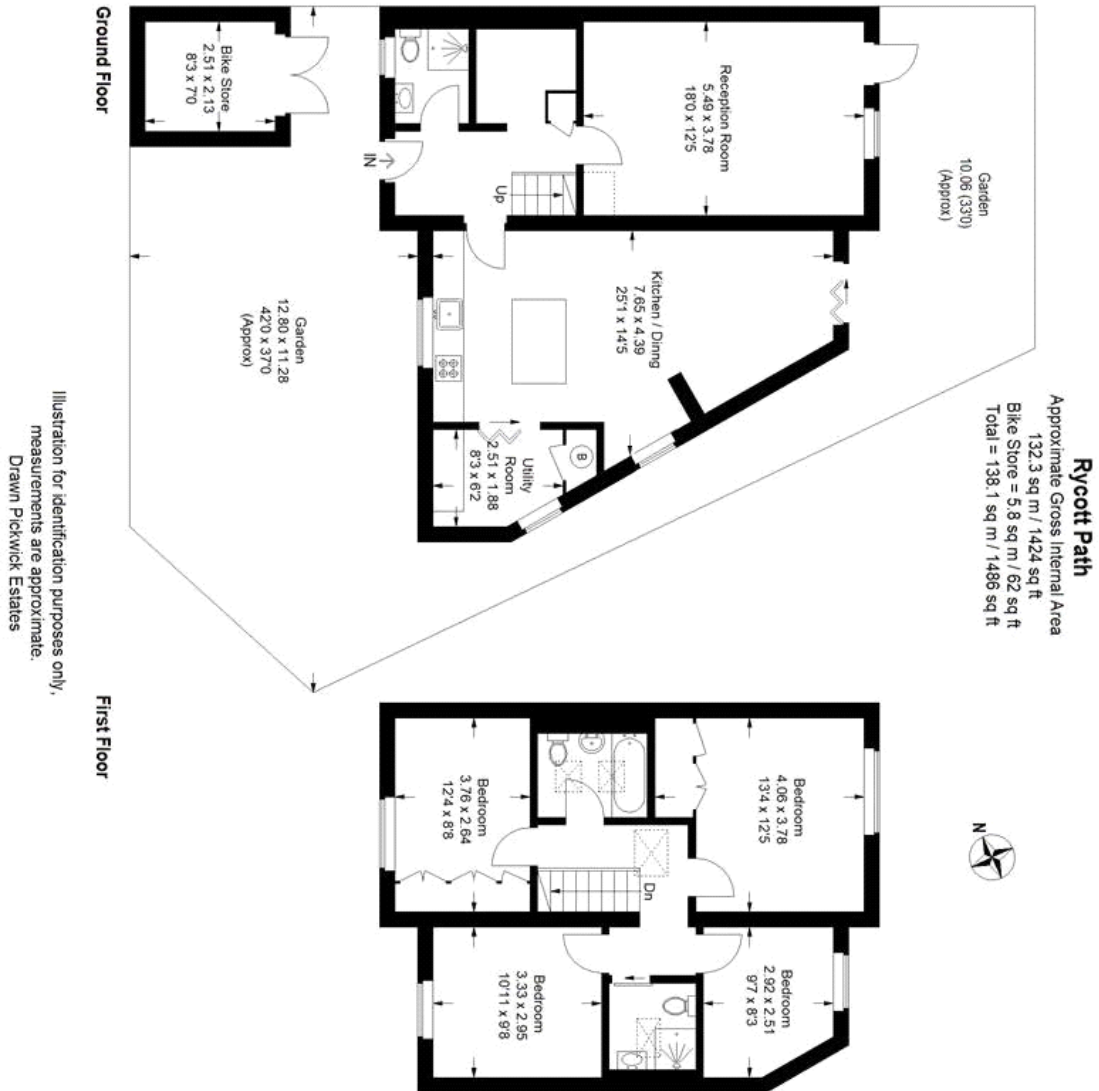 Rycott Path
Approximate Gross Internal Area
132.3 sq m / 1424 sq ft
Bike Store = 5.8 sq m / 62 sq ft
Total = 138.1 sq m / 1486 sq ft
N
Garden
10.06 (33'0)
(Approx)
Reception Room
5.49 x 3.78
18'0 x 12'5
Kitchen / Dinng
7.65 x 4.39
25'1 x 14'5
B
Utility
Room
2.51 x 1.88
8'3 x 6'2
Up
IN
Bike Store
2.51 x 2.13
8'3 x 7'0
Garden
12.80 x 11.28
42'0 x 37'0
(Approx)
Ground Floor
Bedroom
4.06 x 3.78
13'4 x 12'5
Bedroom
2.92 x 2.51
9'7 x 8'3
Dn
Bedroom
3.76 x 2.64
12'4 x 8'8
Bedroom
3.33 x 2.95
10'11 x 9'8
First Floor
Illustration for identification purposes only,
measurements are approximate.
Drawn Pickwick Estates